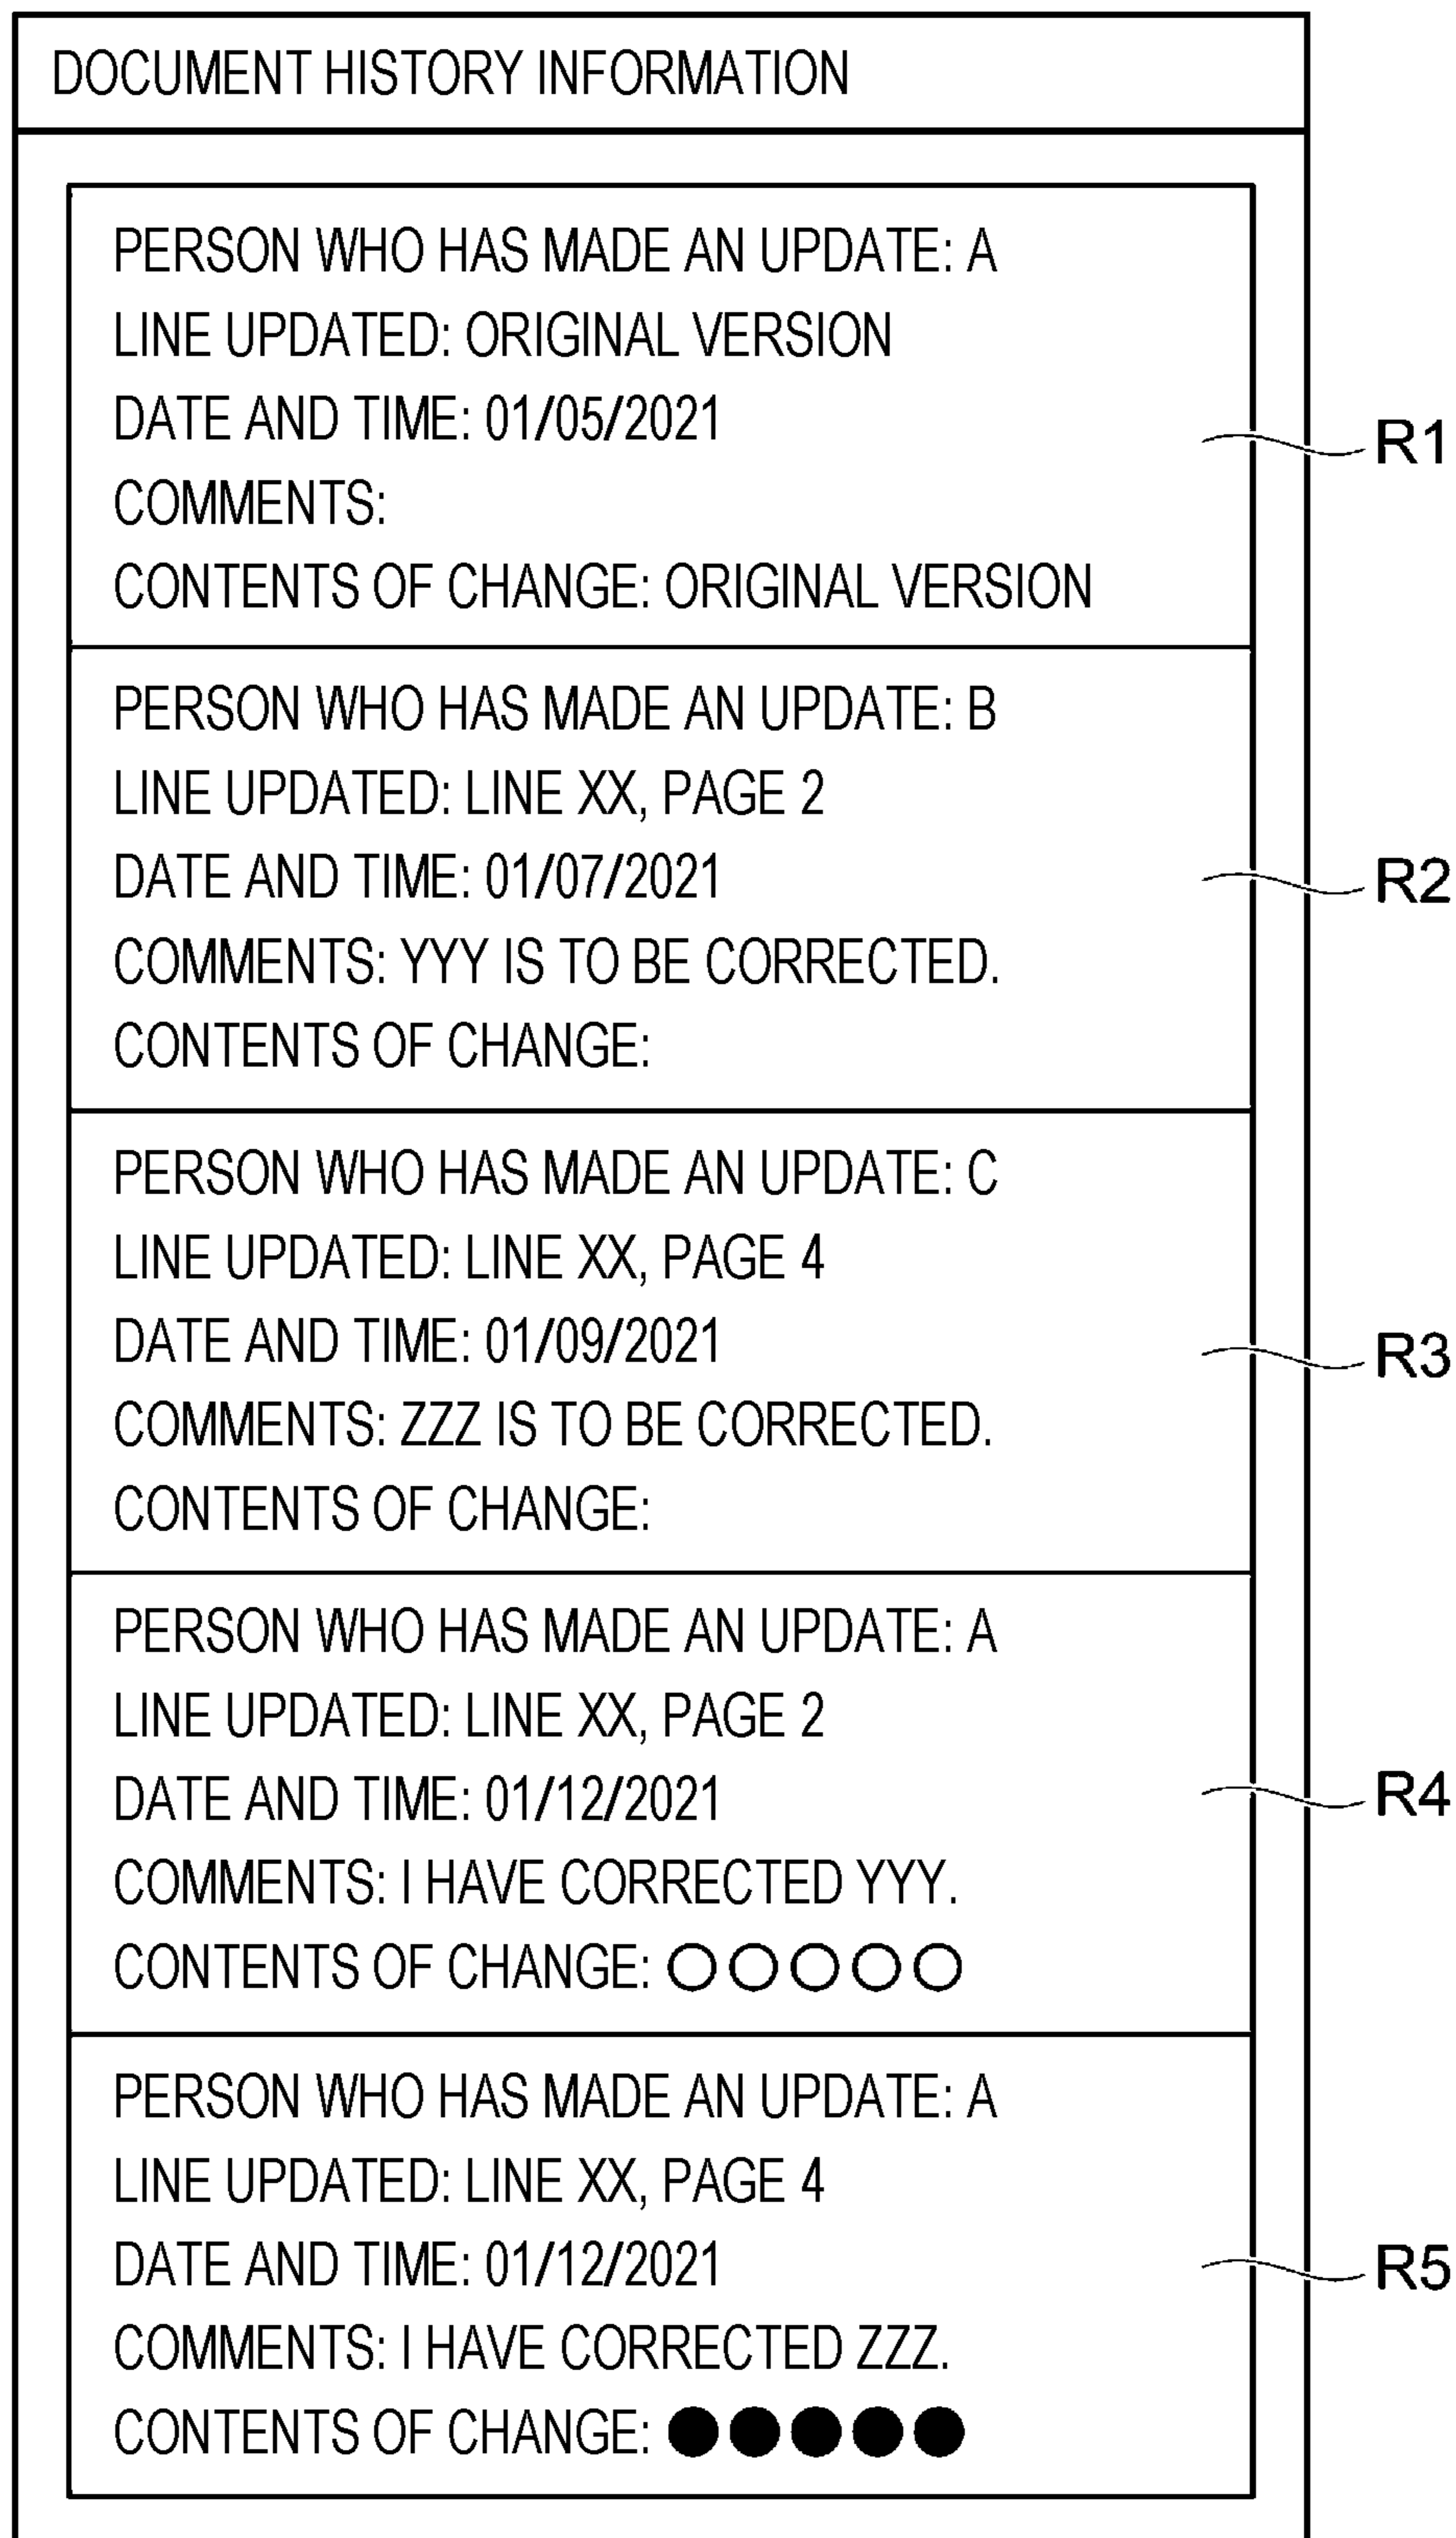 DOCUMENT HISTORY INFORMATION
PERSON WHO HAS MADE AN UPDATE: A
LINE UPDATED: ORIGINAL VERSION
DATE AND TIME: 01/05/2021
R1
COMMENTS:
CONTENTS OF CHANGE: ORIGINAL VERSION
PERSON WHO HAS MADE AN UPDATE: B
LINE UPDATED: LINE XX, PAGE 2
DATE AND TIME: 01/07/2021
R2
COMMENTS: YYY IS TO BE CORRECTED.
CONTENTS OF CHANGE:
PERSON WHO HAS MADE AN UPDATE: C
LINE UPDATED: LINE XX, PAGE 4
DATE AND TIME: 01/09/2021
R3
COMMENTS: ZZZ IS TO BE CORRECTED.
CONTENTS OF CHANGE:
PERSON WHO HAS MADE AN UPDATE: A
LINE UPDATED: LINE XX, PAGE 2
DATE AND TIME: 01/12/2021
R4
COMMENTS: I HAVE CORRECTED YYY.
CONTENTS OF CHANGE: ○○○○○
PERSON WHO HAS MADE AN UPDATE: A
LINE UPDATED: LINE XX, PAGE 4
DATE AND TIME: 01/12/2021
R5
COMMENTS: I HAVE CORRECTED ZZZ.
CONTENTS OF CHANGE: ●●●●●